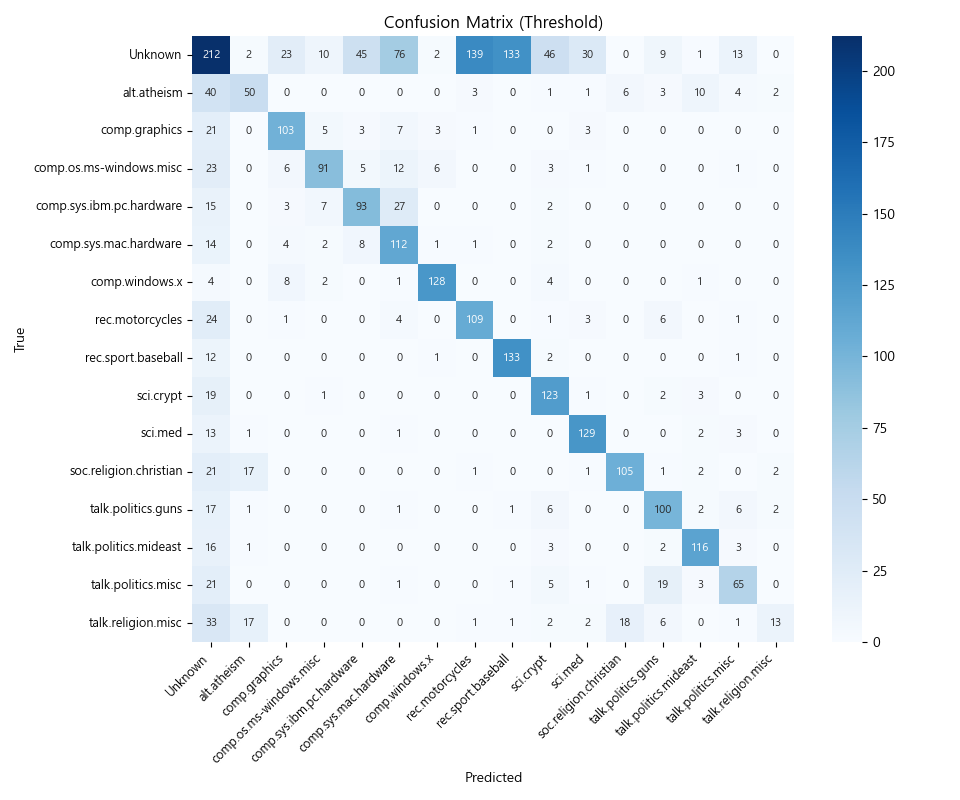 Confusion Matrix (Threshold)
True
Unknown 212 2 23 10 45 76 2 139 133 46 30 0 9 1 13 0
alt.atheism 40 50 0 0 0 0 0 3 0 1 1 6 3 10 4 2
comp.graphics 21 0 103 5 3 7 3 1 0 0 3 0 0 0 0 0
comp.os.ms-windows.misc 23 0 6 91 5 12 6 0 0 3 1 0 0 0 1 0
comp.sys.ibm.pc.hardware 15 0 3 7 93 27 0 0 0 2 0 0 0 0 0 0
comp.sys.mac.hardware 14 0 4 2 8 112 1 1 0 2 0 0 0 0 0 0
comp.windows.x 4 0 8 2 0 1 128 0 0 4 0 0 0 1 0 0
rec.motorcycles 24 0 1 0 0 4 0 109 0 1 3 0 6 0 1 0
rec.sport.baseball 12 0 0 0 0 0 1 0 133 2 0 0 0 0 1 0
sci.crypt 19 0 0 1 0 0 0 0 0 123 1 0 2 3 0 0
sci.med 13 1 0 0 0 1 0 0 0 0 129 0 0 2 3 0
soc.religion.christian 21 17 0 0 0 0 0 1 0 0 1 105 1 2 0 2
talk.politics.guns 17 1 0 0 0 1 0 0 1 6 0 0 100 2 6 2
talk.politics.mideast 16 1 0 0 0 0 0 0 0 3 0 0 2 116 3 0
talk.politics.misc 21 0 0 0 0 1 0 0 1 5 1 0 19 3 65 0
talk.religion.misc 33 17 0 0 0 0 0 1 1 2 2 18 6 0 1 13
Unknown
alt.atheism
comp.graphics
comp.os.ms-windows.misc
comp.sys.ibm.pc.hardware
comp.sys.mac.hardware
comp.windows.x
rec.motorcycles
rec.sport.baseball
sci.crypt
sci.med
soc.religion.christian
talk.politics.guns
talk.politics.mideast
talk.politics.misc
talk.religion.misc
Predicted
200
175
150
125
100
75
50
25
0